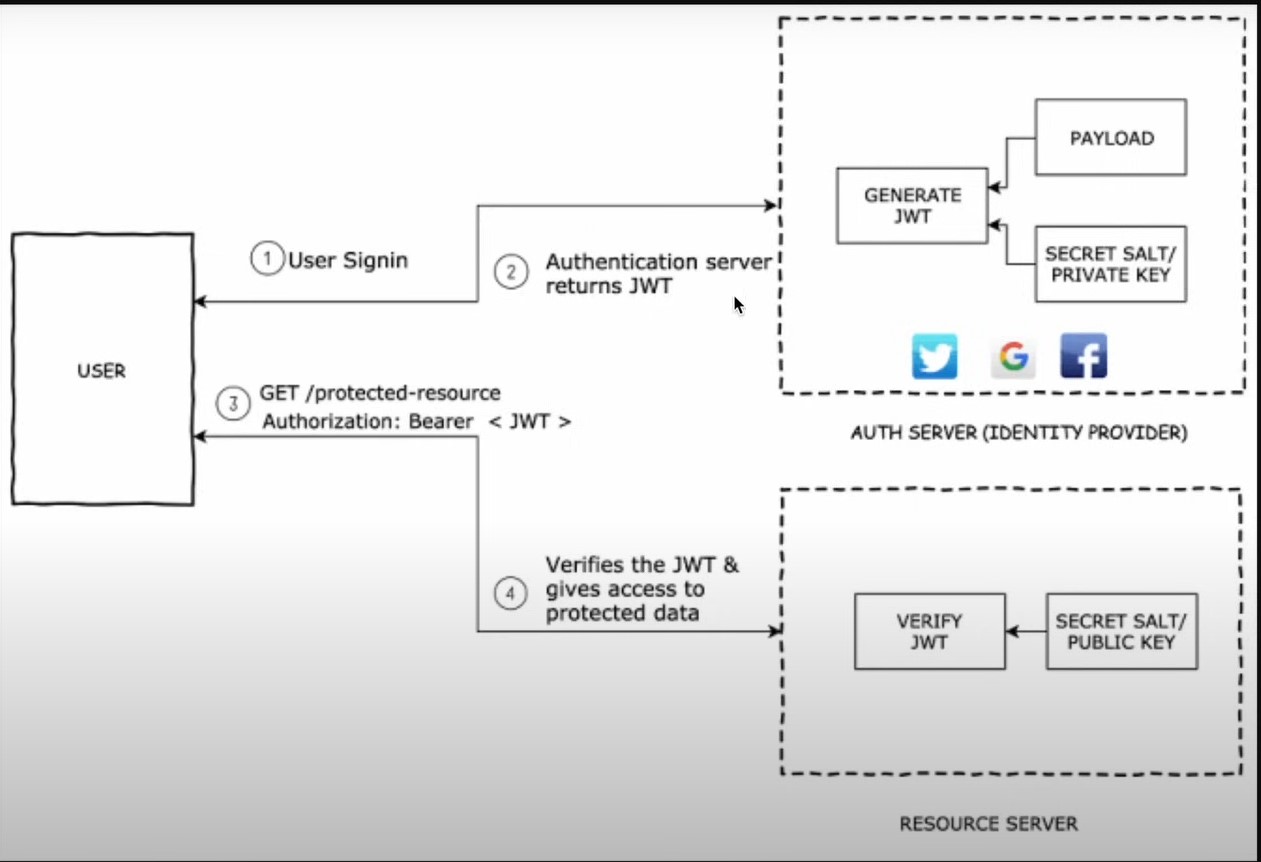 PAYLOAD
GENERATE
JWT
SECRET SALT/
PRIVATE KEY
1 User Signin
2 Authentication server
returns JWT
USER
3 GET /protected-resource
Authorization: Bearer < JWT >
AUTH SERVER (IDENTITY PROVIDER)
4 Verifies the JWT &
gives access to
protected data
VERIFY
JWT
SECRET SALT/
PUBLIC KEY
RESOURCE SERVER